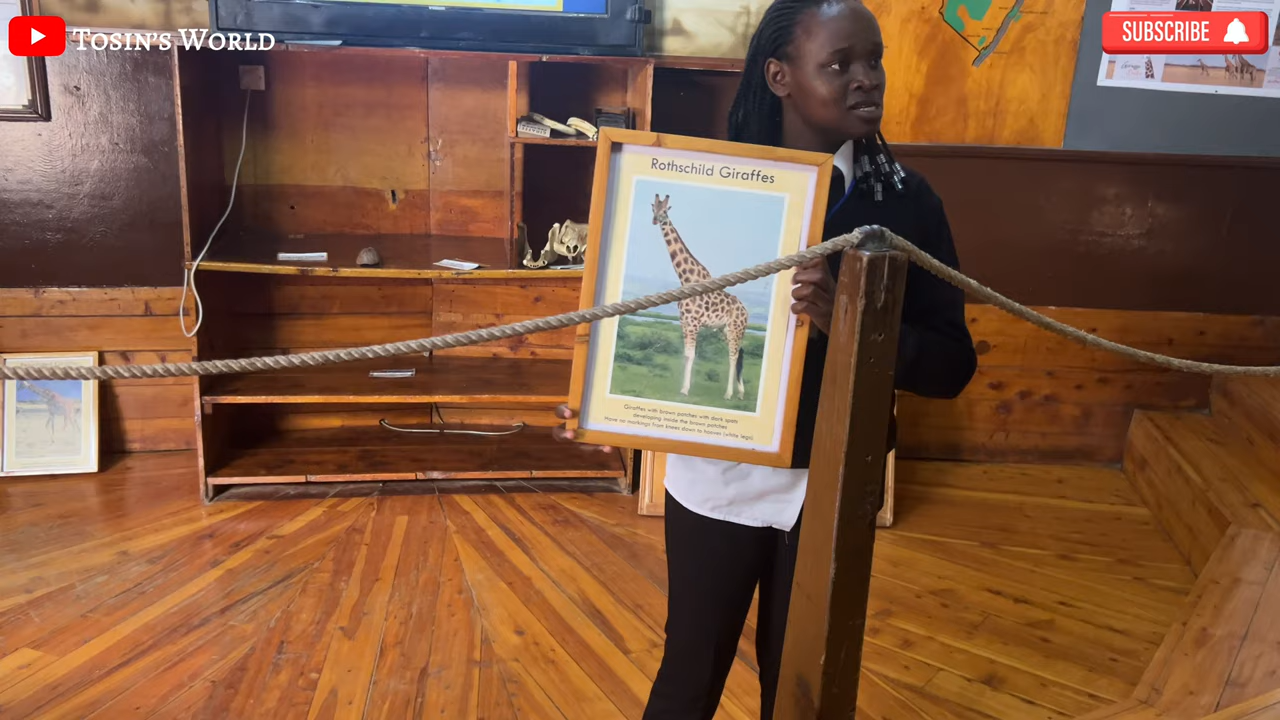 Tosin's World
SUBSCRIBE
Rothschild Giraffes
Giraffes with brown patches with dark spots
developing inside the brown patches
Have no markings from knees down to hooves (white legs)